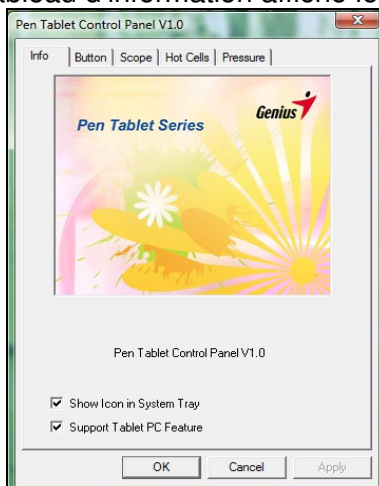 Pen Tablet Control Panel V1.0
Info Button Scope Hot Cells Pressure
Genius
Pen Tablet Series
Pen Tablet Control Panel V1.0
Show Icon in System Tray
Support Tablet PC Feature
OK Cancel Apply